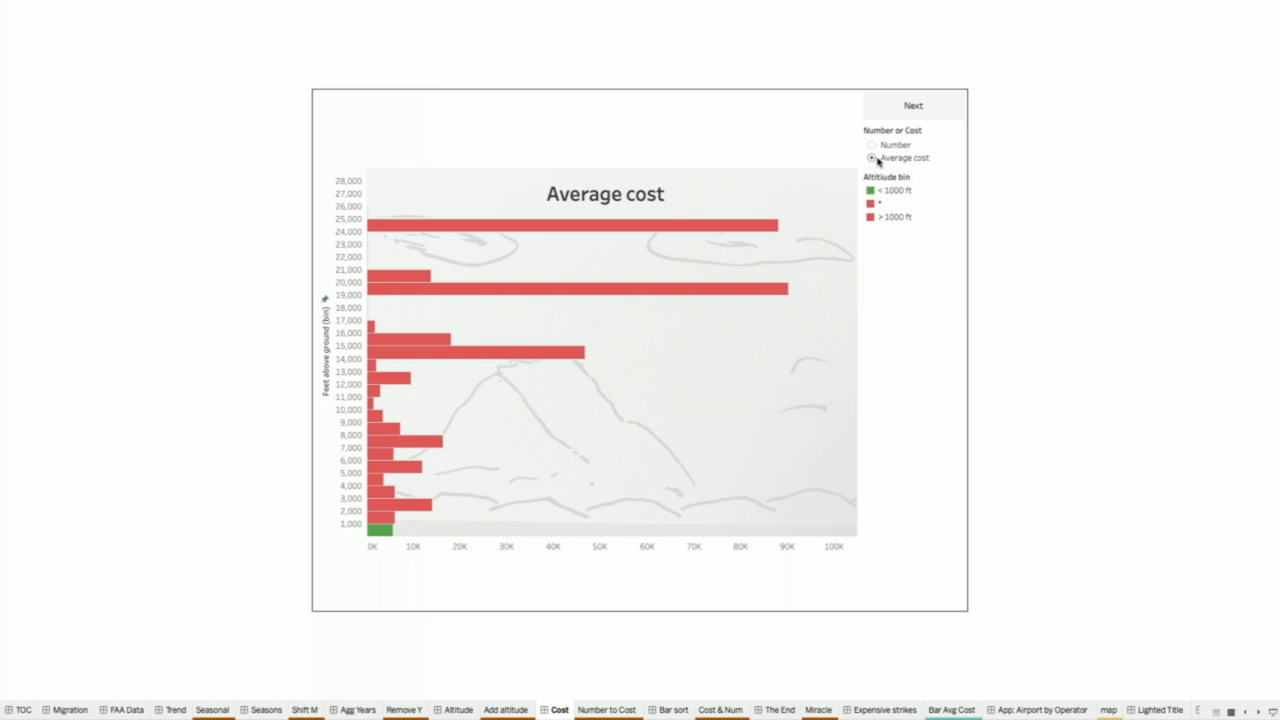 Next
Number or Cost
Number
Average cost
Altitiude bin
< 1000 ft
*
> 1000 ft
Average cost
Feet above ground (bin)
28,000
27,000
26,000
25,000
24,000
23,000
22,000
21,000
20,000
19,000
18,000
17,000
16,000
15,000
14,000
13,000
12,000
11,000
10,000
9,000
8,000
7,000
6,000
5,000
4,000
3,000
2,000
1,000
0K 10K 20K 30K 40K 50K 60K 70K 80K 90K 100K
TOC Migration FAA Data Trend Seasonal Seasons Shift M Agg Years Remove Y Altitude Add altitude Cost Number to Cost Bar sort Cost & Num The End Miracle Expensive strikes Bar Avg Cost App: Airport by Operator map Lighted Title